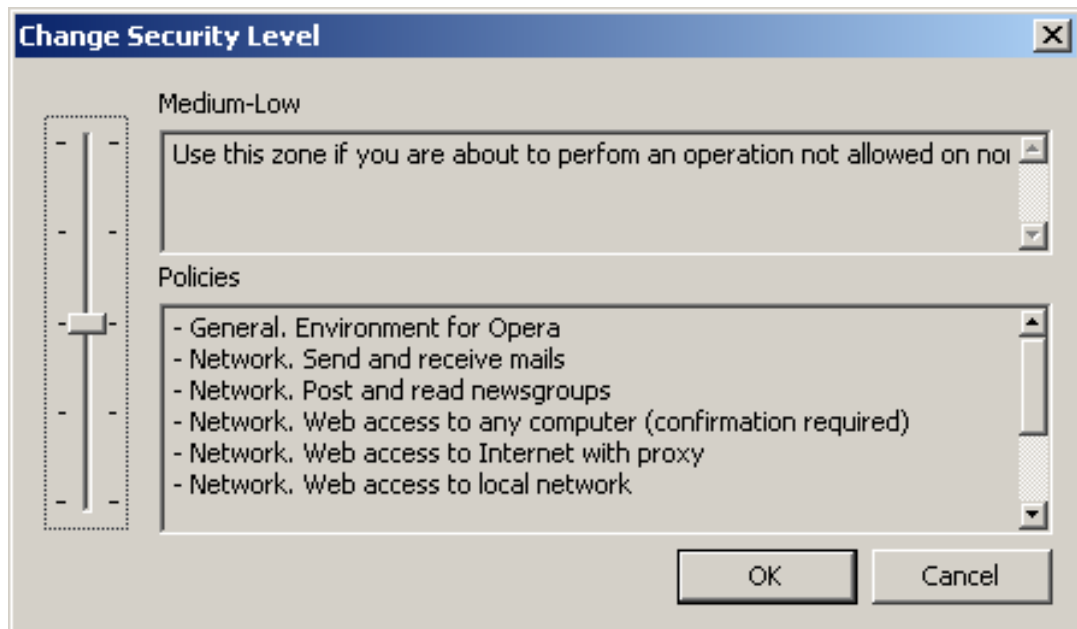 Change Security Level
Medium-Low
Use this zone if you are about to perfom an operation not allowed on
Policies
- General. Environment for Opera
- Network. Send and receive mails
- Network. Post and read newsgroups
- Network. Web access to any computer (confirmation required)
- Network. Web access to Internet with proxy
- Network. Web access to local network
OK
Cancel